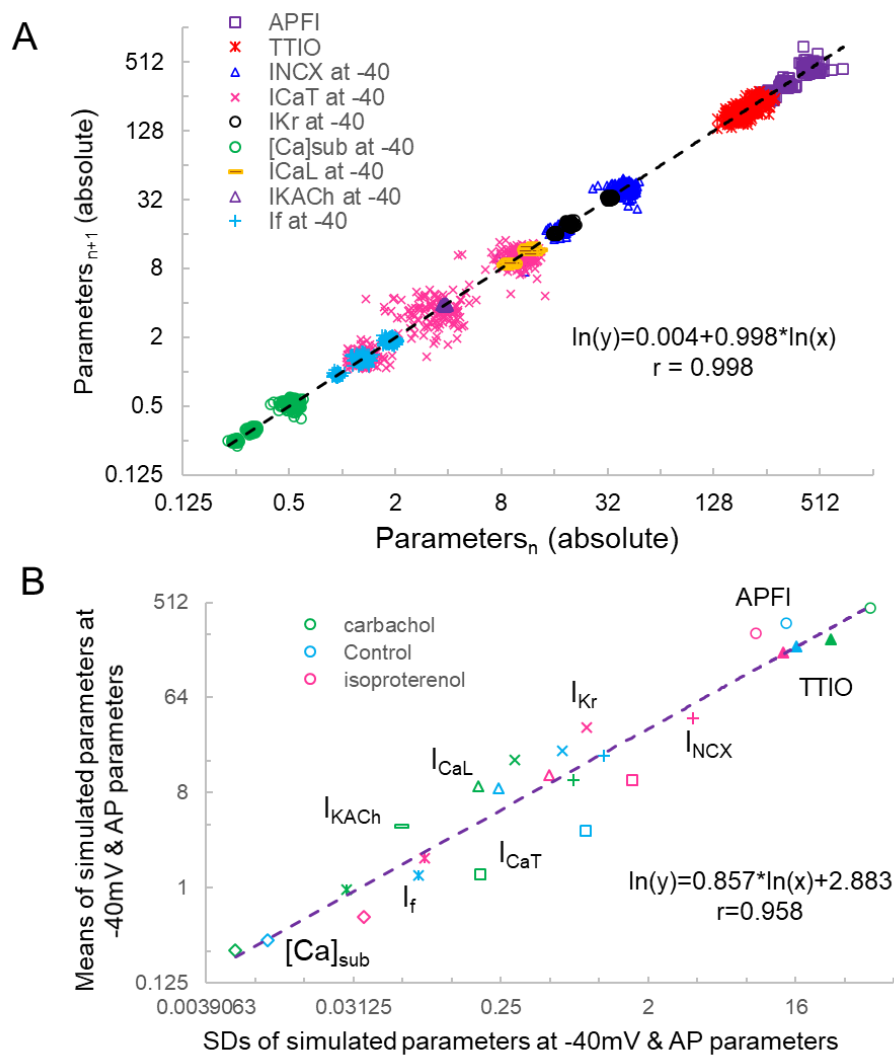 A
APFI
TTIO
INCX at -40
ICaT at -40
IKr at -40
[Ca]sub at -40
ICaL at -40
IKACh at -40
If at -40
512
128
32
8
2
0.5
0.125
Parameters n+1 (absolute)
ln(y)=0.004+0.998*ln(x)
r = 0.998
0.125
0.5
2
8
32
128
512
Parametersn (absolute)
B
carbachol
Control
isoproterenol
512
64
8
1
0.125
Means of simulated parameters at
-40mV & AP parameters
APFI
TTIO
IKr
INCX
ICaL
IKACh
ICaT
If
[Ca]sub
ln(y)=0.857*ln(x)+2.883
r=0.958
0.0039063
0.03125
0.25
2
16
SDs of simulated parameters at -40mV & AP parameters